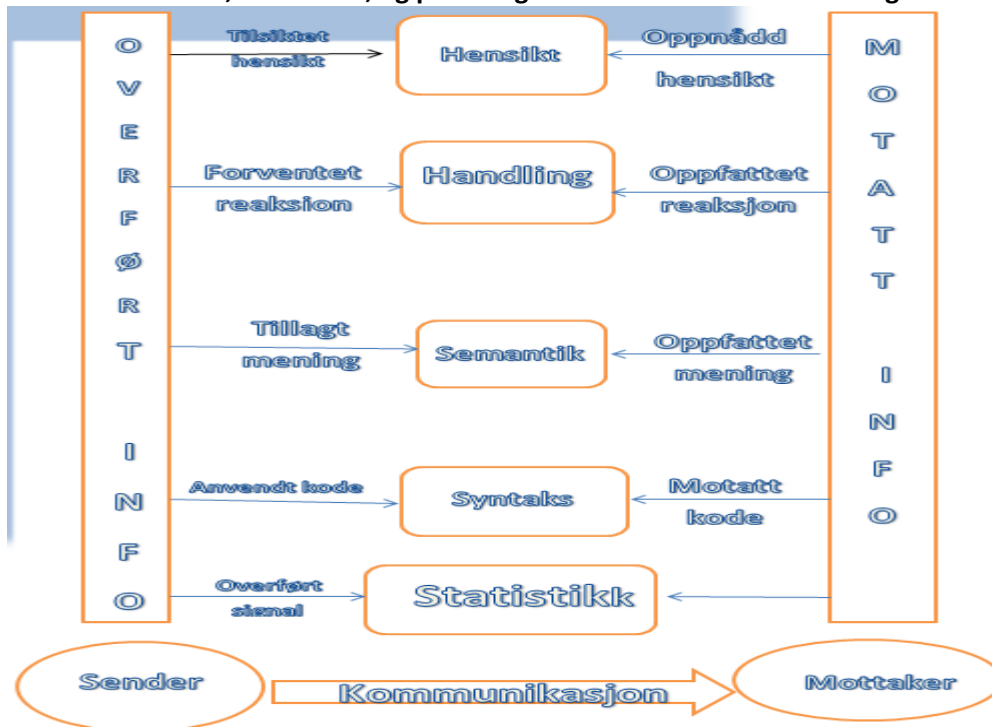 OVERFØRT INFO
Tilsiktet
hensikt
Hensikt
Oppnådd
hensikt
MOTATT INFO
Forventet
reaksion
Handling
Oppfattet
reaksjon
Tillagt
mening
Semantik
Oppfattet
mening
Anvendt kode
Syntaks
Motatt
kode
Overført
signal
Statistikk
Sender
Kommunikasjon
Mottaker